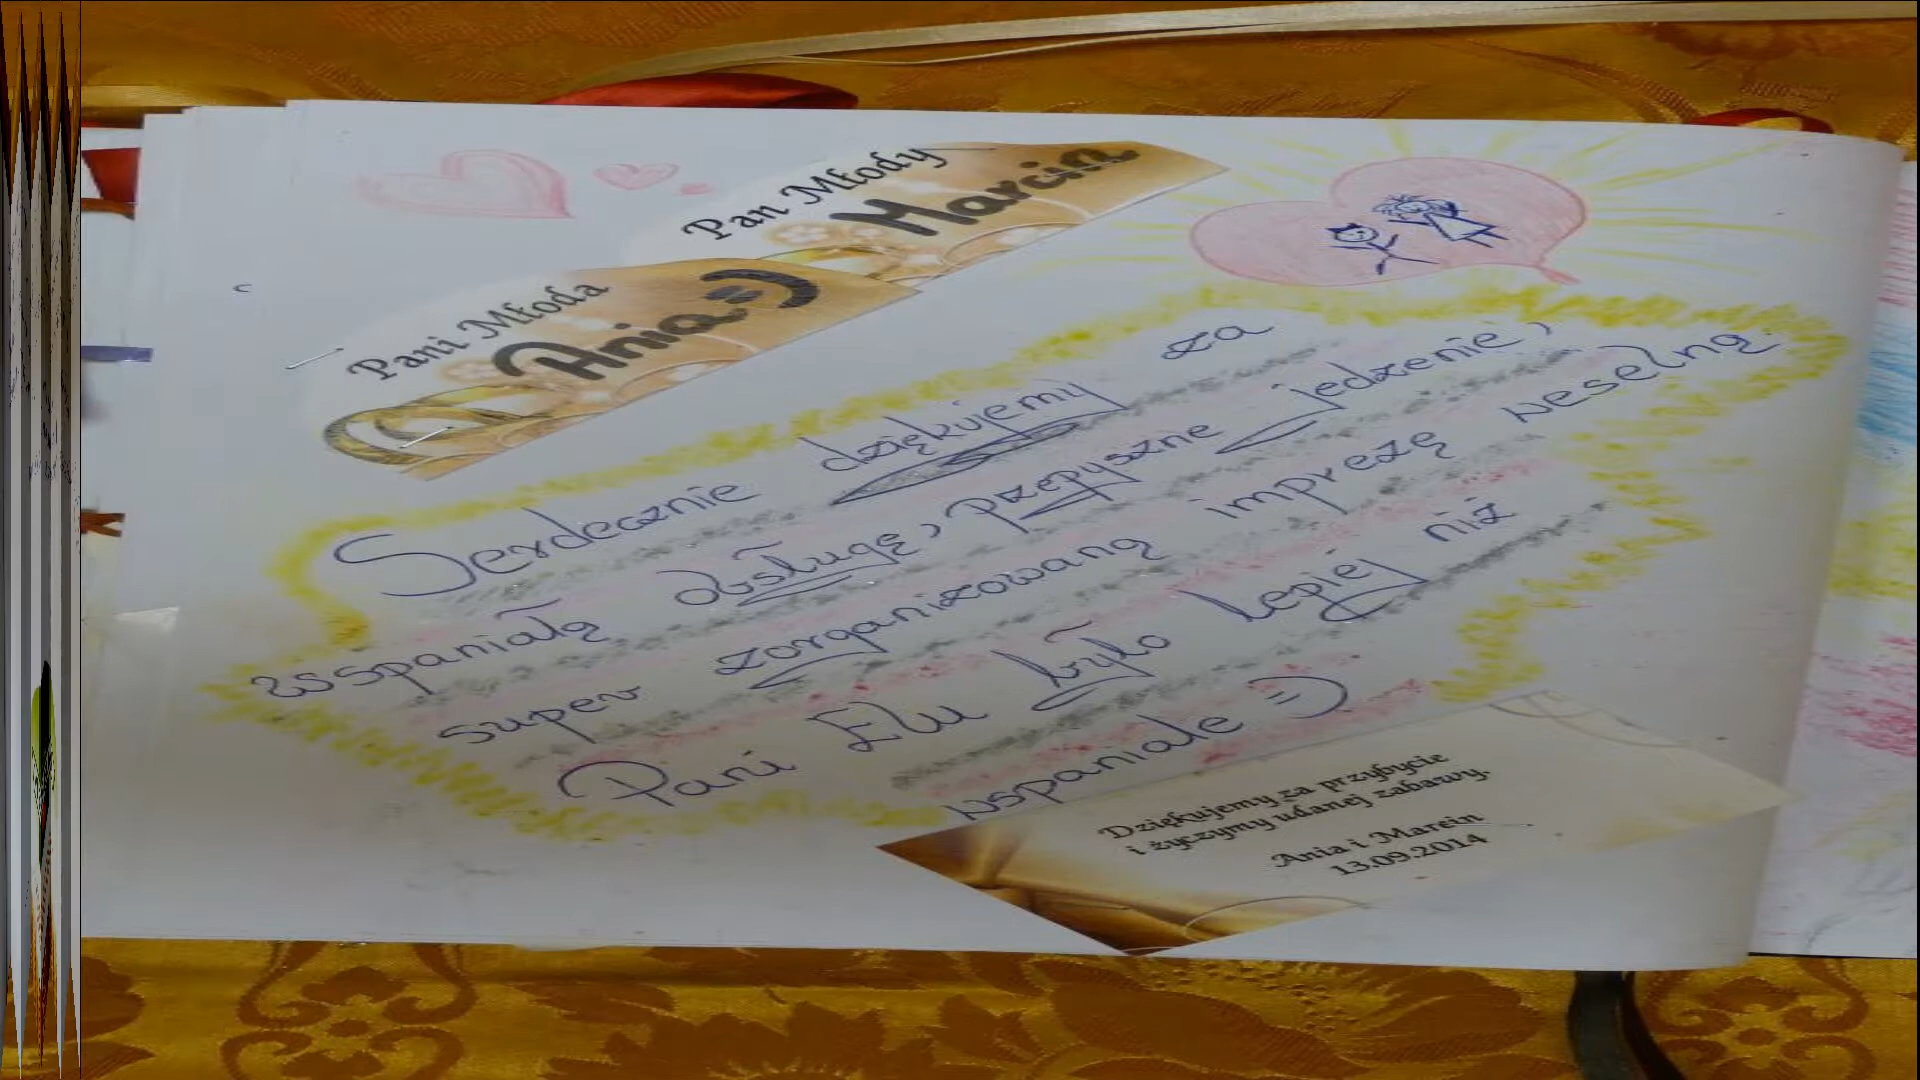 Pan Młody
Marcin
Pani Młoda
Ania =)
Serdecznie dziękujemy za
wspaniałą obsługę, przepyszne jedzenie,
super zorganizowaną imprezę weselną
Pani Elu było lepiej niż
wspaniale =)
Dziękujemy za przybycie
i życzymy udanej zabawy.
Ania i Marcin
13.09.2014